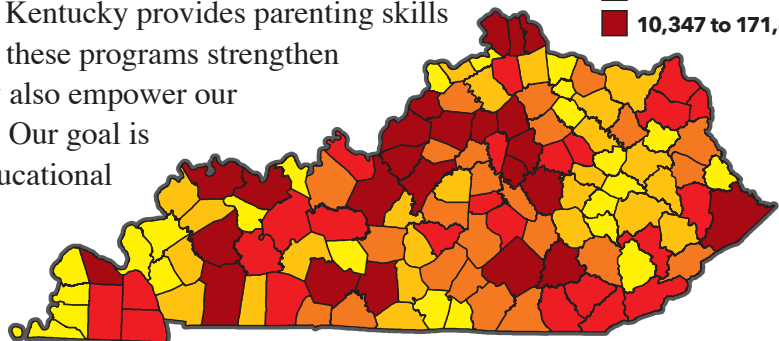 Kentucky provides parenting skills
these programs strengthen
also empower our
Our goal is
ucational
10,347 to 171,